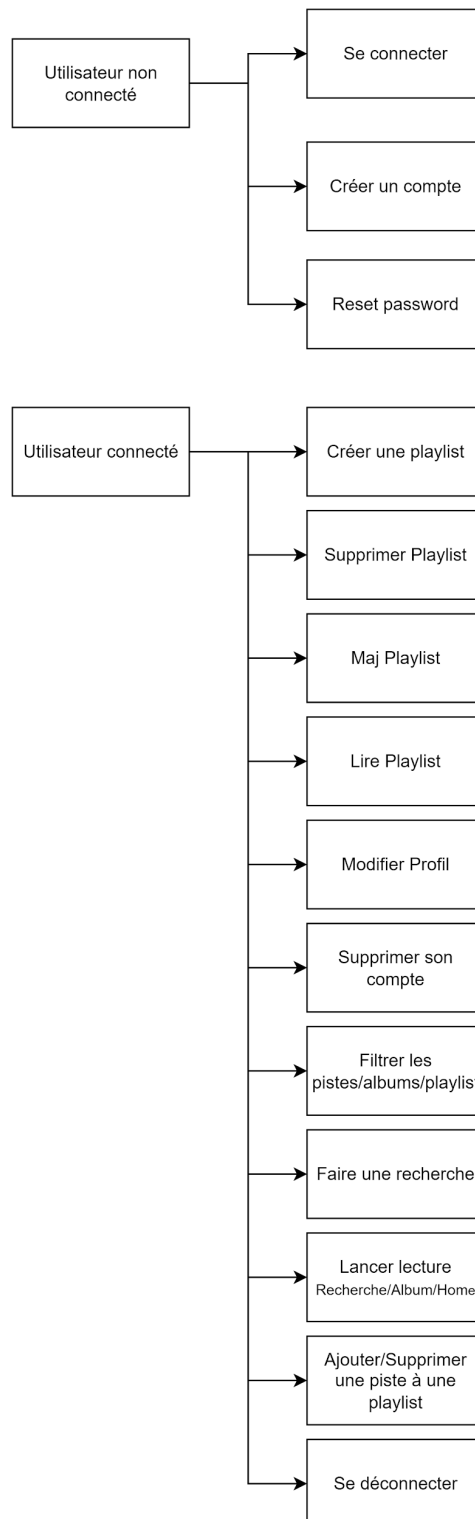 Utilisateur non
connecté
Se connecter
Créer un compte
Reset password
Utilisateur connecté
Créer une playlist
Supprimer Playlist
Maj Playlist
Lire Playlist
Modifier Profil
Supprimer son
compte
Filtrer les
pistes/albums/playlist
Faire une recherche
Lancer lecture
Recherche/Album/Home
Ajouter/Supprimer
une piste à une
playlist
Se déconnecter